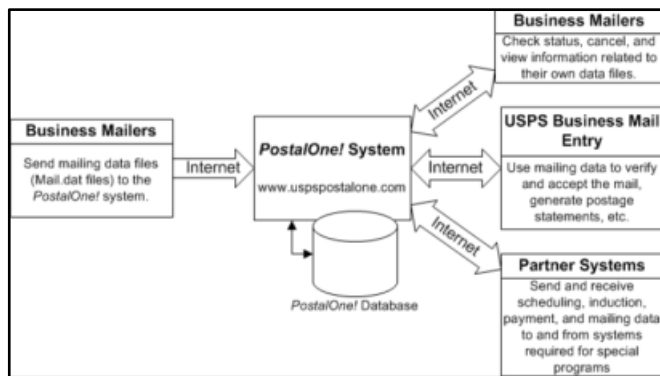 Business Mailers
Send mailing data files
(Mail.dat files) to the
PostalOne! system.
Internet
PostalOne! System
www.uspspostalone.com
PostalOne! Database
Internet
Business Mailers
Check status, cancel, and
view information related to
their own data files.
Internet
USPS Business Mail
Entry
Use mailing data to verify
and accept the mail,
generate postage
statements, etc.
Internet
Partner Systems
Send and receive
scheduling, induction,
payment, and mailing data
to and from systems
required for special
programs